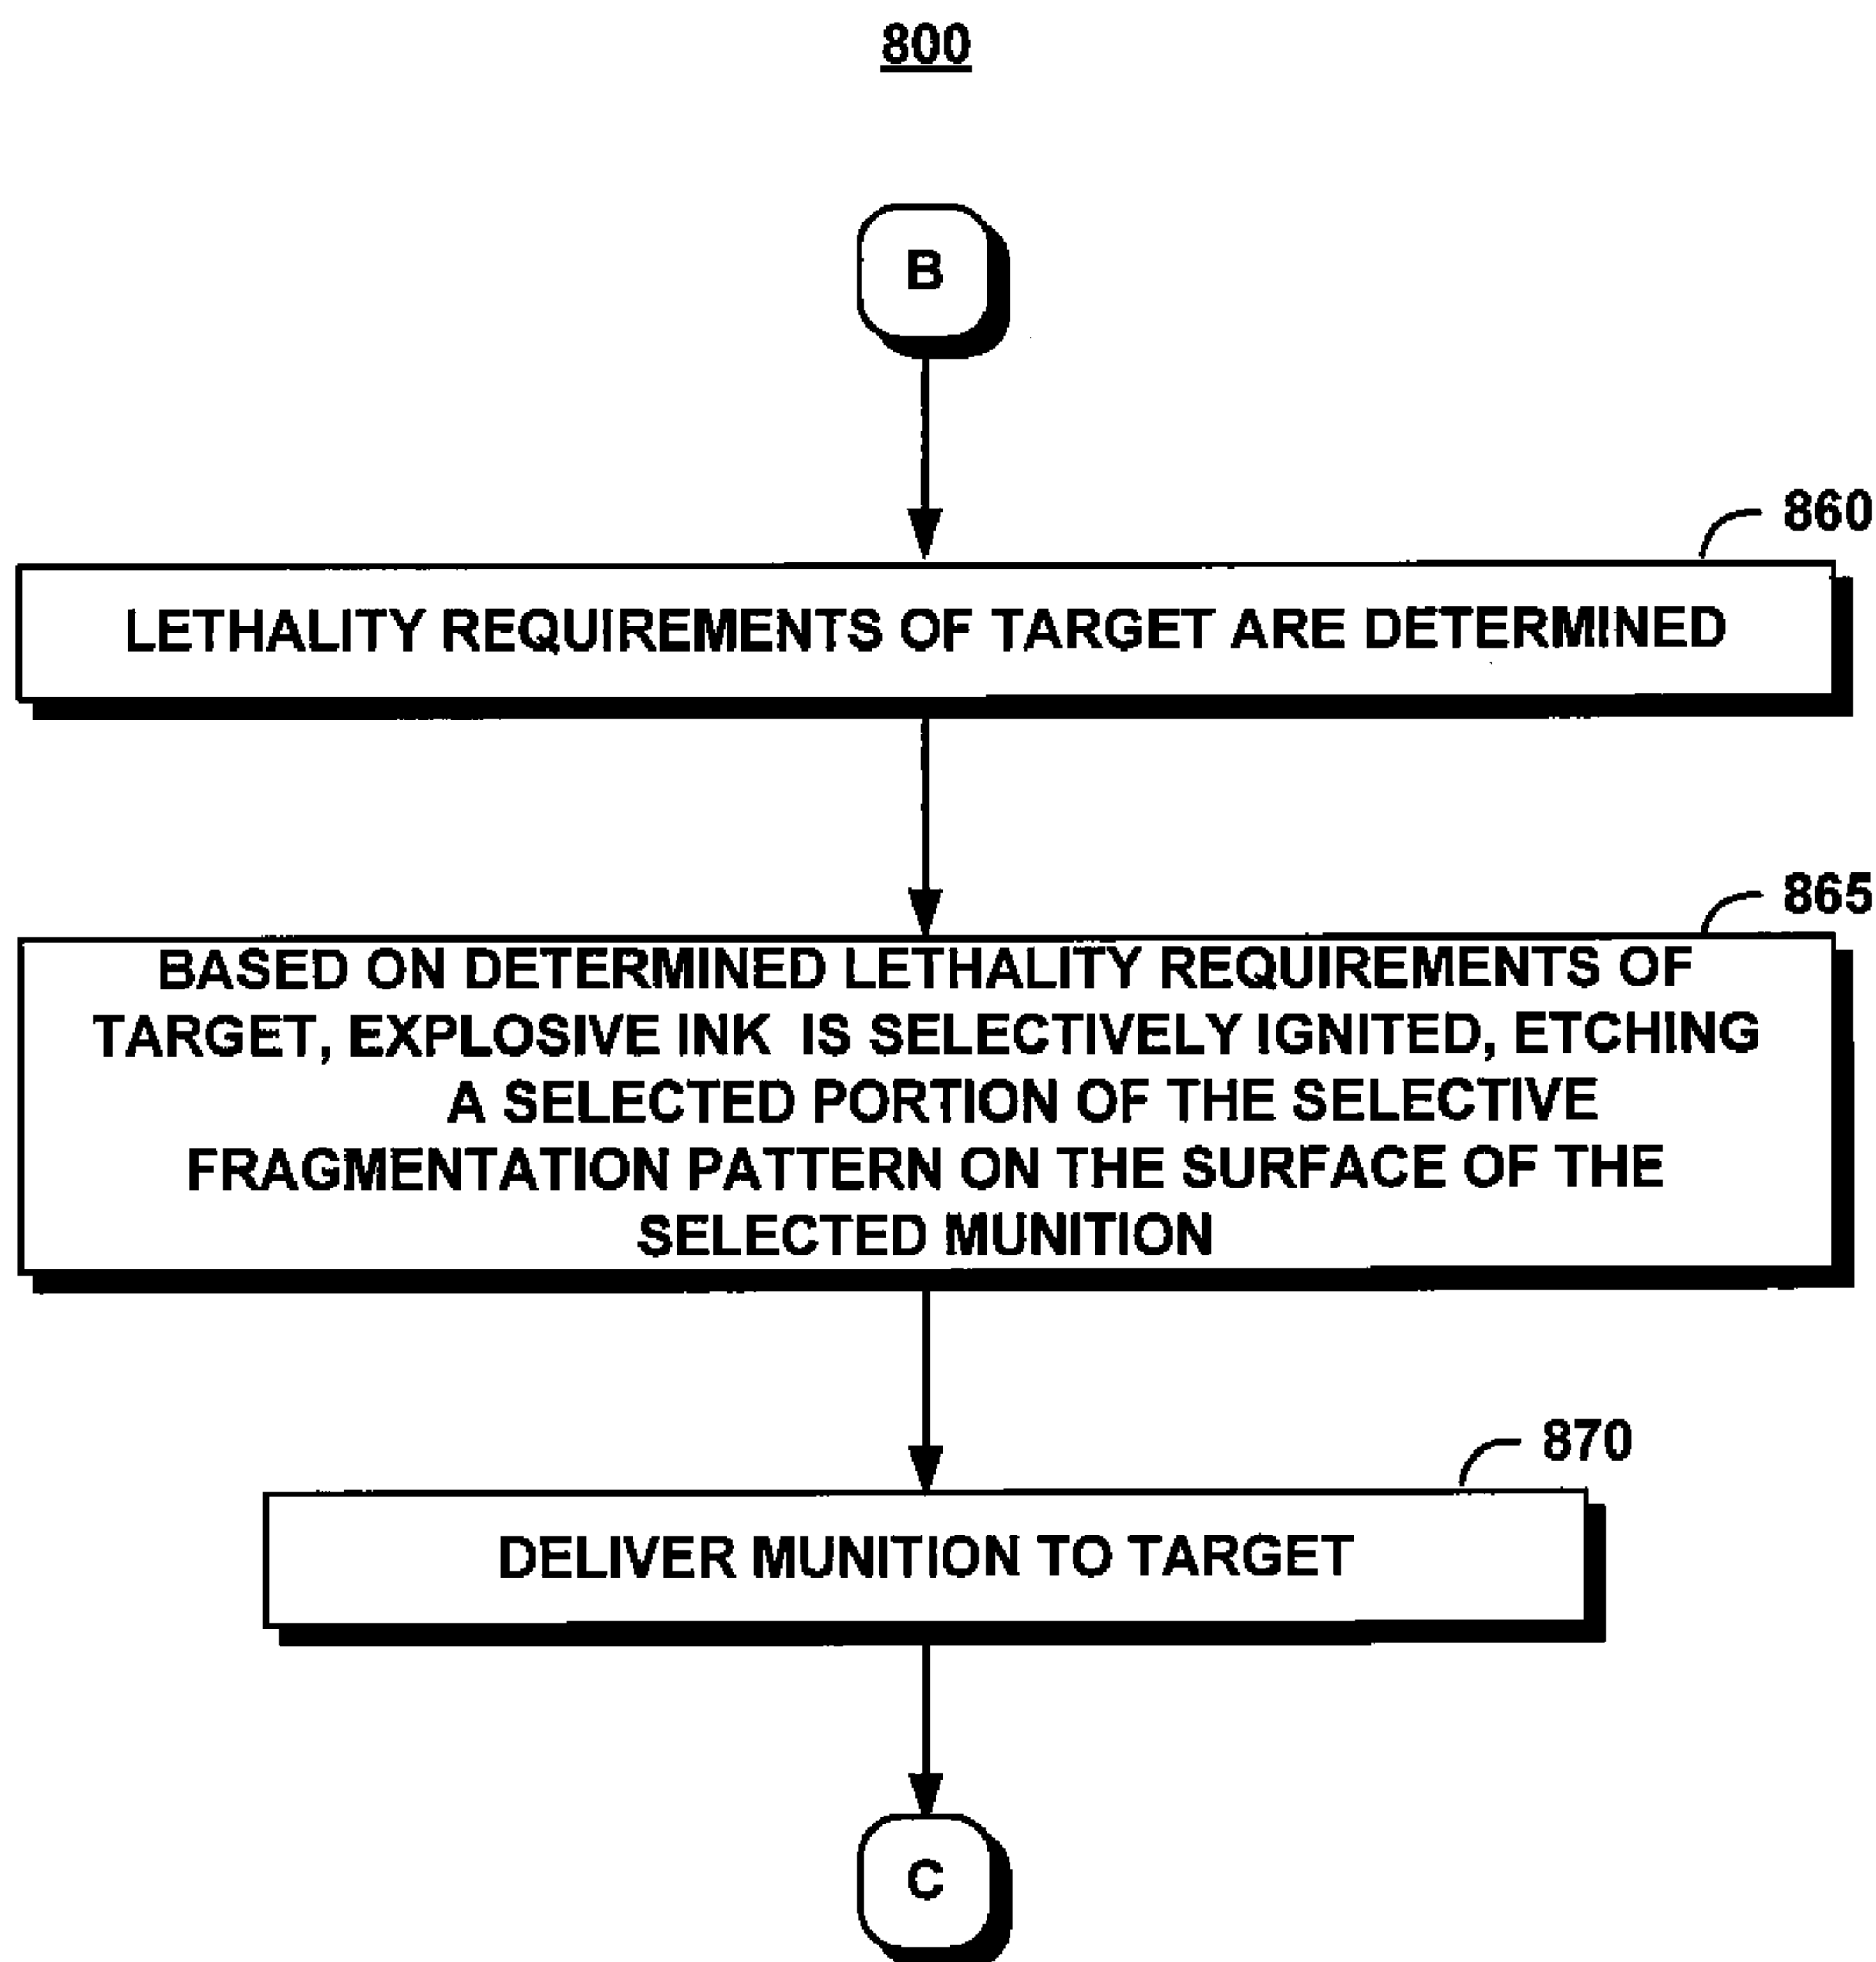 800
B
860
LETHALITY REQUIREMENTS OF TARGET ARE DETERMINED
865
BASED ON DETERMINED LETHALITY REQUIREMENTS OF
TARGET, EXPLOSIVE INK IS SELECTIVELY IGNITED, ETCHING
A SELECTED PORTION OF THE SELECTIVE
FRAGMENTATION PATTERN ON THE SURFACE OF THE
SELECTED MUNITION
870
DELIVER MUNITION TO TARGET
C